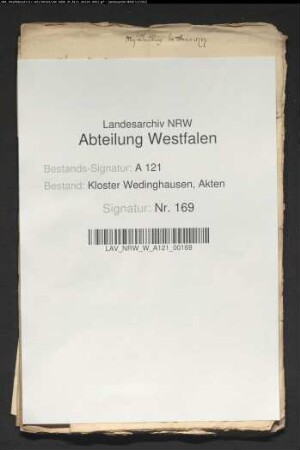 Landesarchiv NRW
Abteilung Westfalen
Bestands-Signatur: A 121
Bestand: Kloster Wedinghausen, Akten
Signatur: Nr. 169
LAV_NRW_W_A121_00169